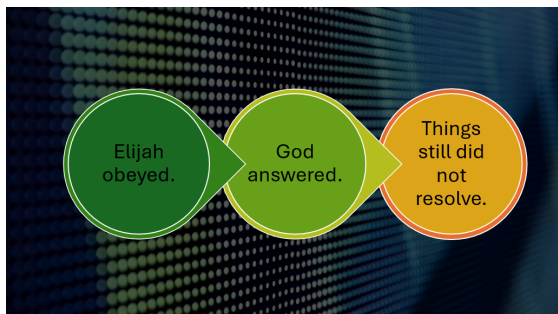 Elijah
obeyed.
God
answered.
Things
still did
not
resolve.